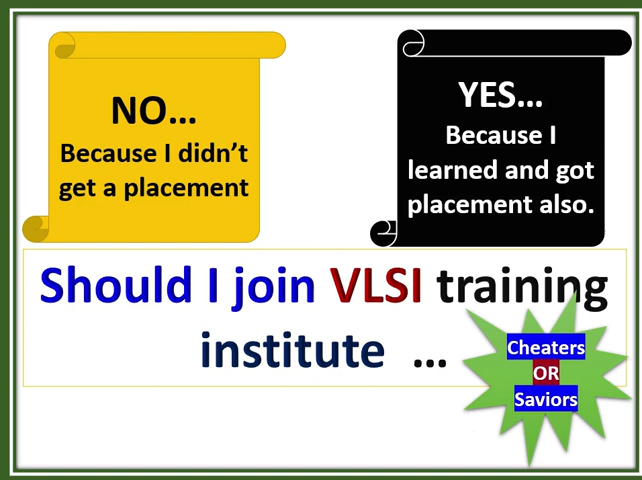 NO...
Because I didn't
get a placement
YES...
Because I
learned and got
placement also.
Should I join VLSI training
institute ...
Cheaters
OR
Saviors